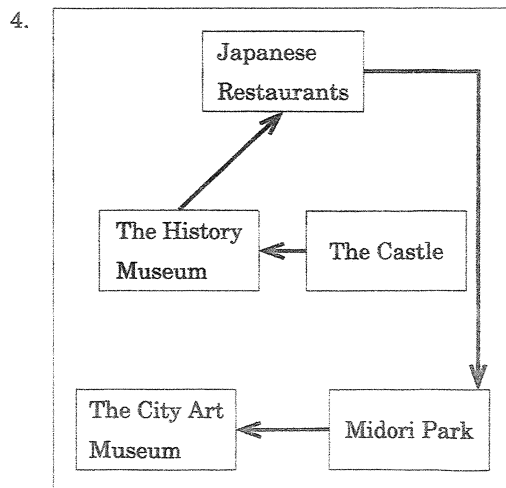 4.
Japanese
Restaurants
The History
Museum
The Castle
The City Art
Museum
Midori Park